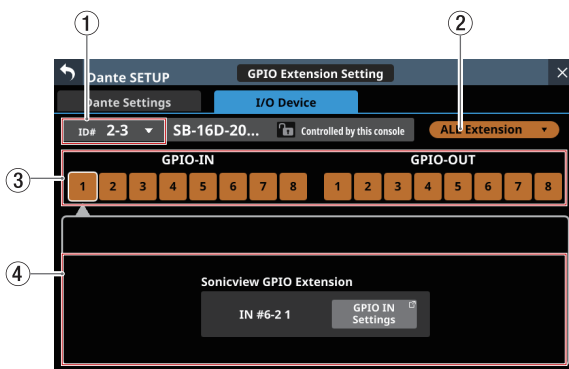 ① ②
Dante SETUP GPIO Extension Setting ×
Dante Settings I/O Device
ID# 2-3 ▼ SB-16D-20... Controlled by this console ALL Extension ▼
③ GPIO-IN GPIO-OUT
1 2 3 4 5 6 7 8 1 2 3 4 5 6 7 8
④ Sonicview GPIO Extension
IN #6-2 1 GPIO IN
Settings